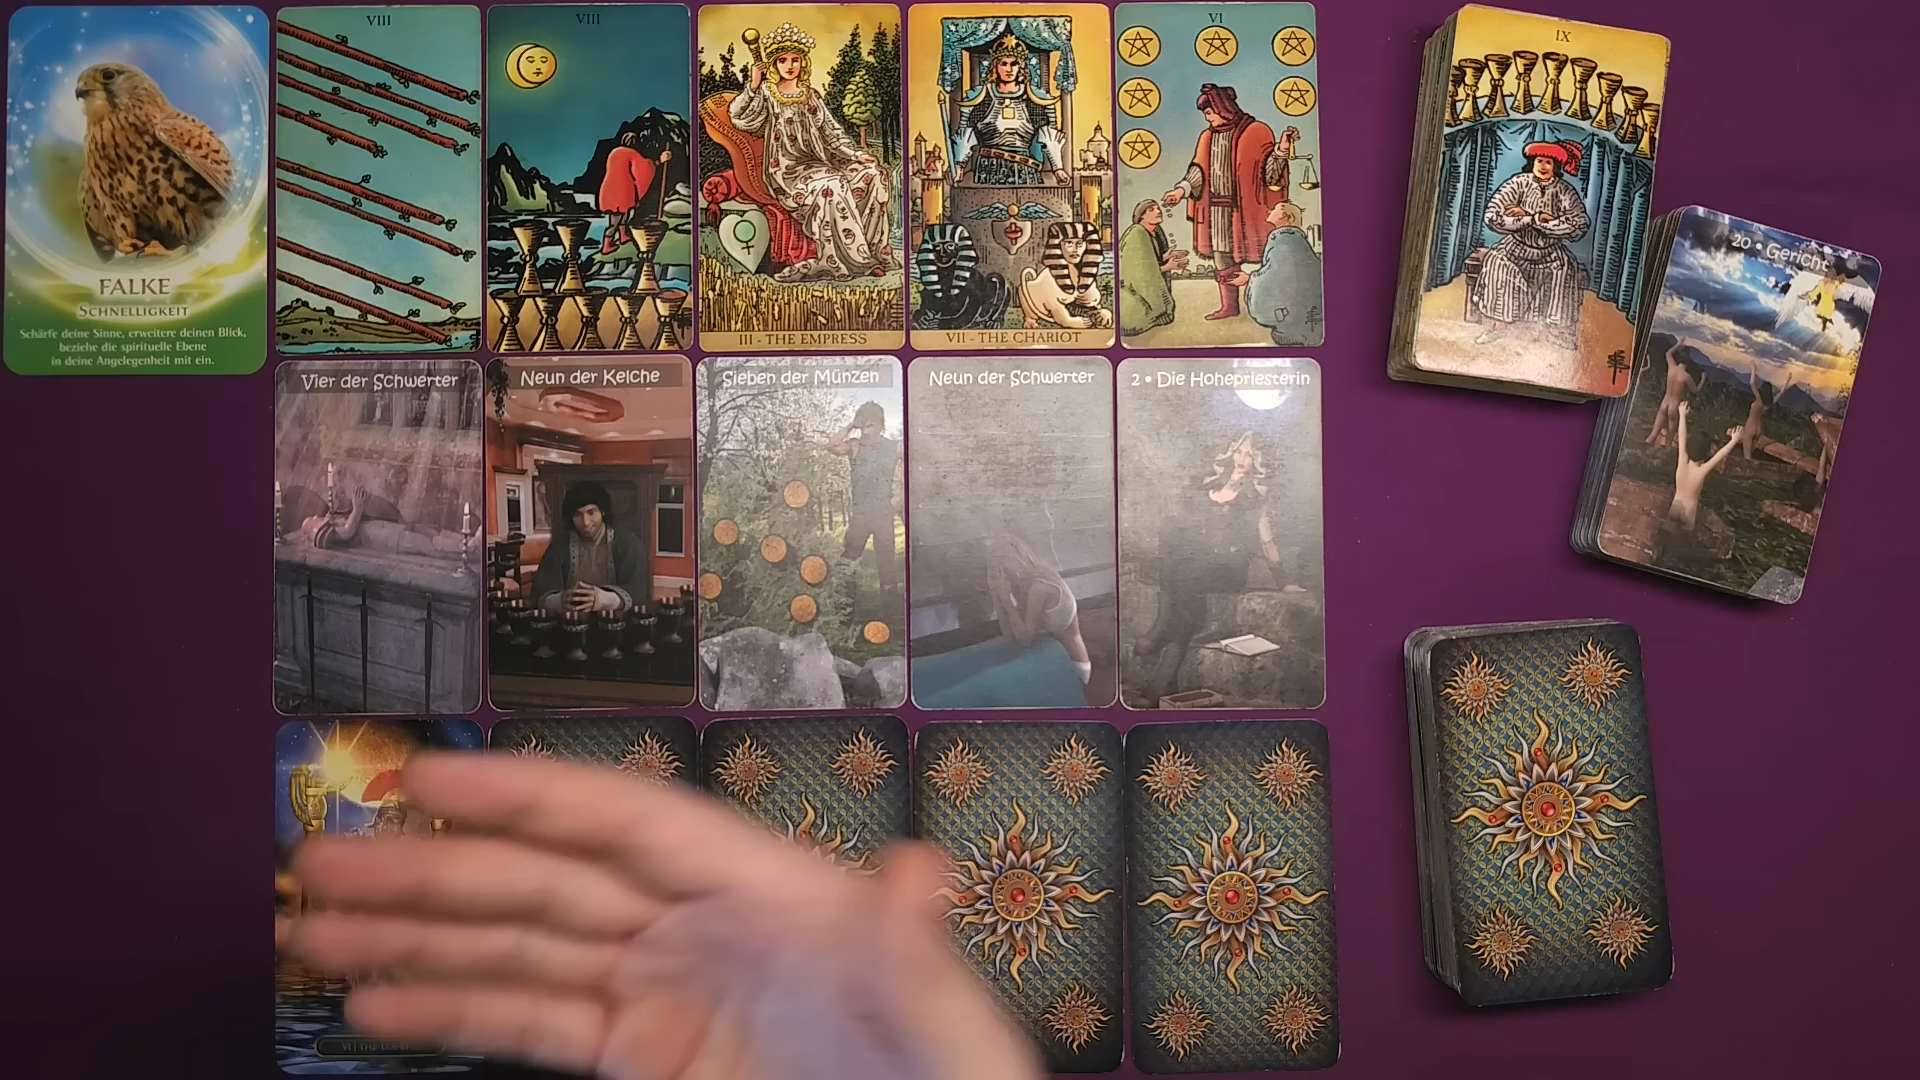 FALKE
SCHNELLIGKEIT
Schärfe deine Sinne, erweitere deinen Blick,
beziehe die spirituelle Ebene
in deine Angelegenheit mit ein.
VIII
VIII
III - THE EMPRESS
VII - THE CHARIOT
VI
IX
20 • Gericht
Vier der Schwerter
Neun der Kelche
Sieben der Münzen
Neun der Schwerter
2 • Die Hohepriesterin
VI THE